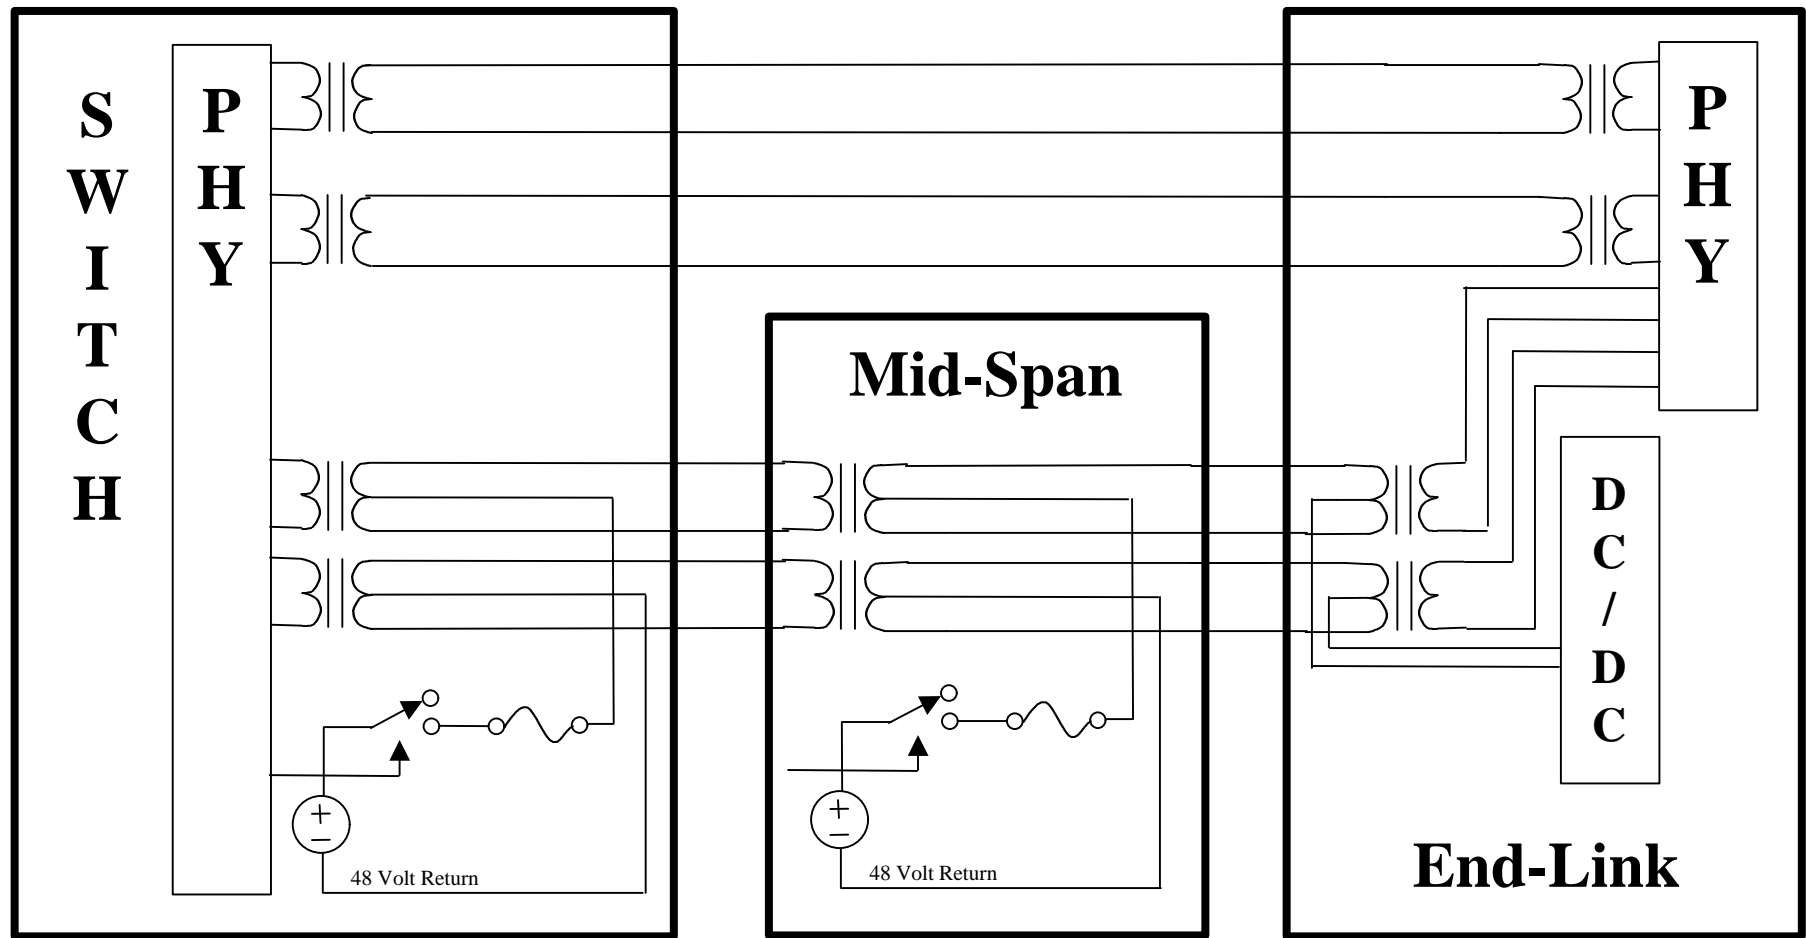 SWITCH
PHY
PHY
Mid-Span
DC/DC
48 Volt Return
48 Volt Return
End-Link